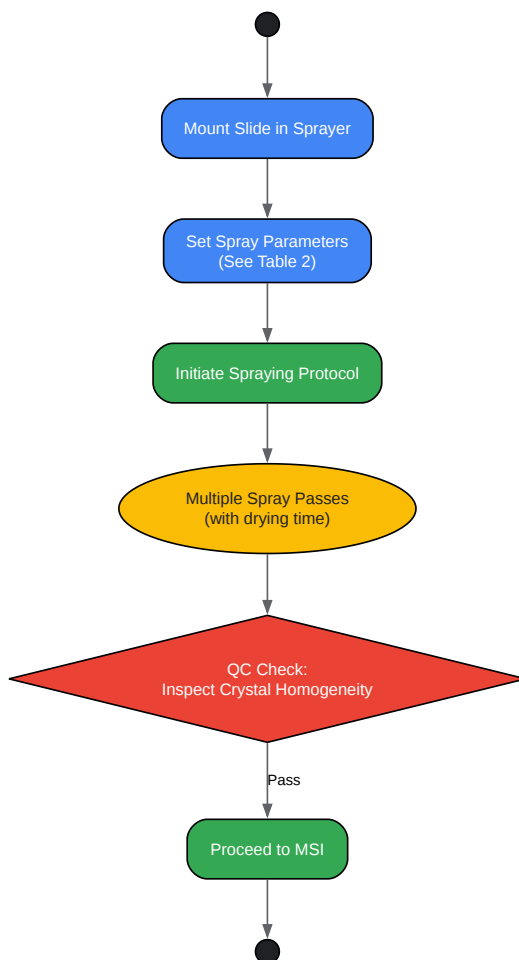 Mount Slide in Sprayer
Set Spray Parameters
(See Table 2)
Initiate Spraying Protocol
Multiple Spray Passes
(with drying time)
QC Check:
Inspect Crystal Homogeneity
Pass
Proceed to MSI